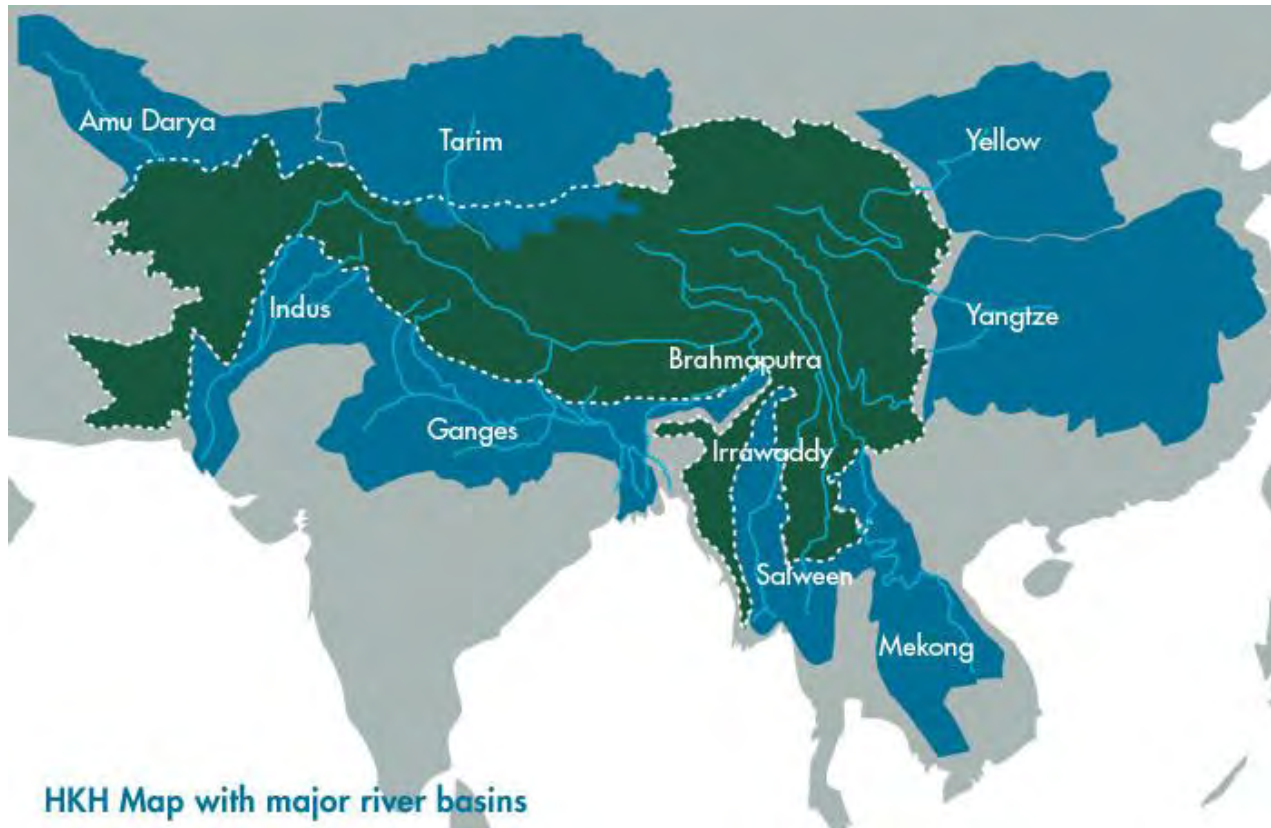 Amu Darya
Tarim
Yellow
Indus
Yangtze
Brahmaputra
Ganges
Irrawaddy
Salween
Mekong
HKH Map with major river basins